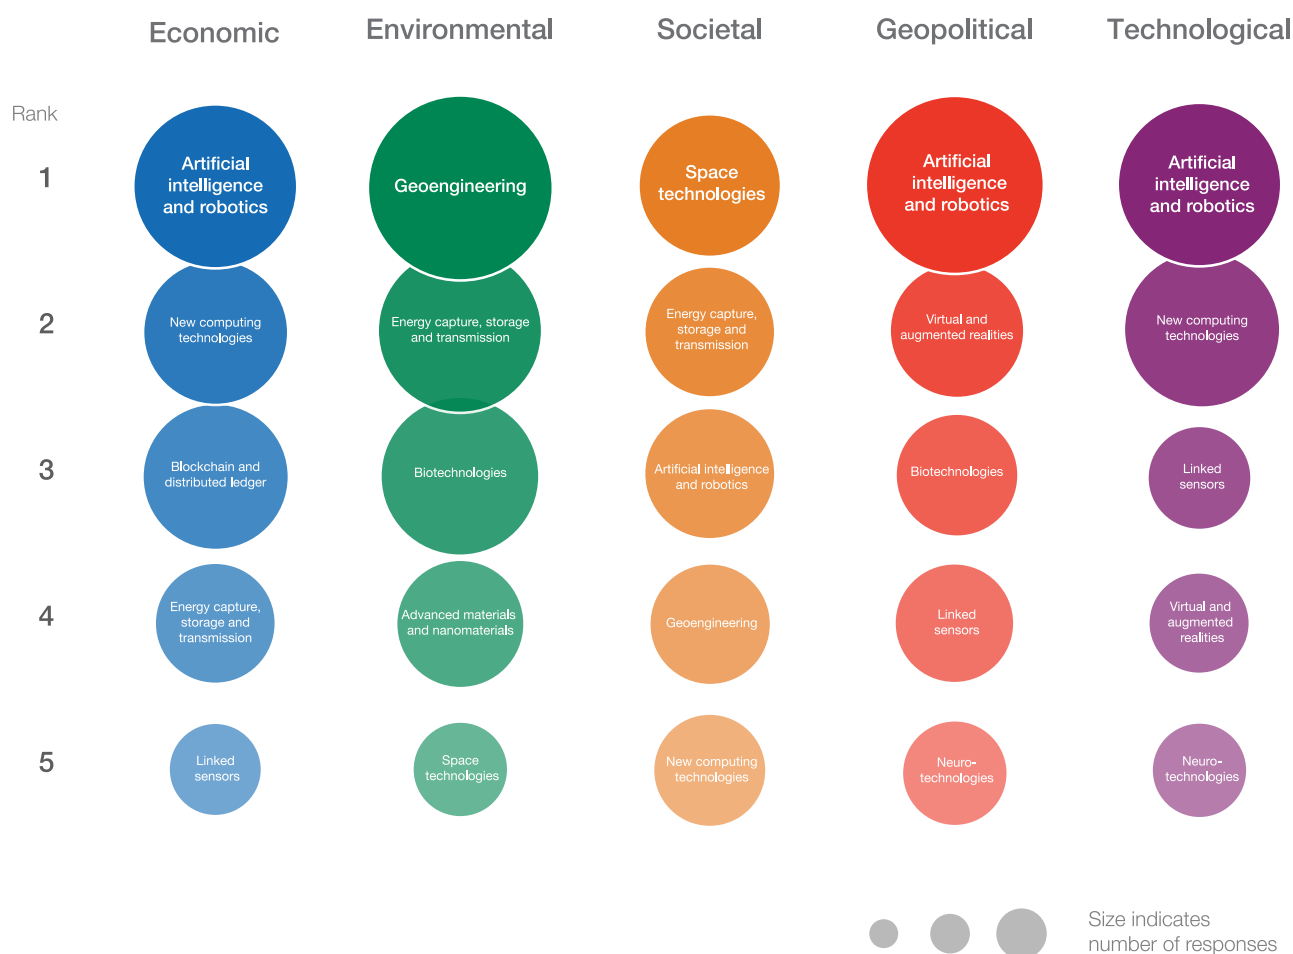 Economic
Environmental
Societal
Geopolitical
Technological
Rank
1
Artificial
intelligence
and robotics
Geoengineering
Space
technologies
Artificial
intelligence
and robotics
Artificial
intelligence
and robotics
2
New computing
technologies
Energy capture, storage
and transmission
Energy capture,
storage and
transmission
Virtual and
augmented realities
New computing
technologies
3
Blockchain and
distributed ledger
Biotechnologies
Artificial intelligence
and robotics
Biotechnologies
Linked
sensors
4
Energy capture,
storage and
transmission
Advanced materials
and nanomaterials
Geoengineering
Linked
sensors
Virtual and
augmented
realities
5
Linked
sensors
Space
technologies
New computing
technologies
Neuro-
technologies
Neuro-
technologies
Size indicates
number of responses